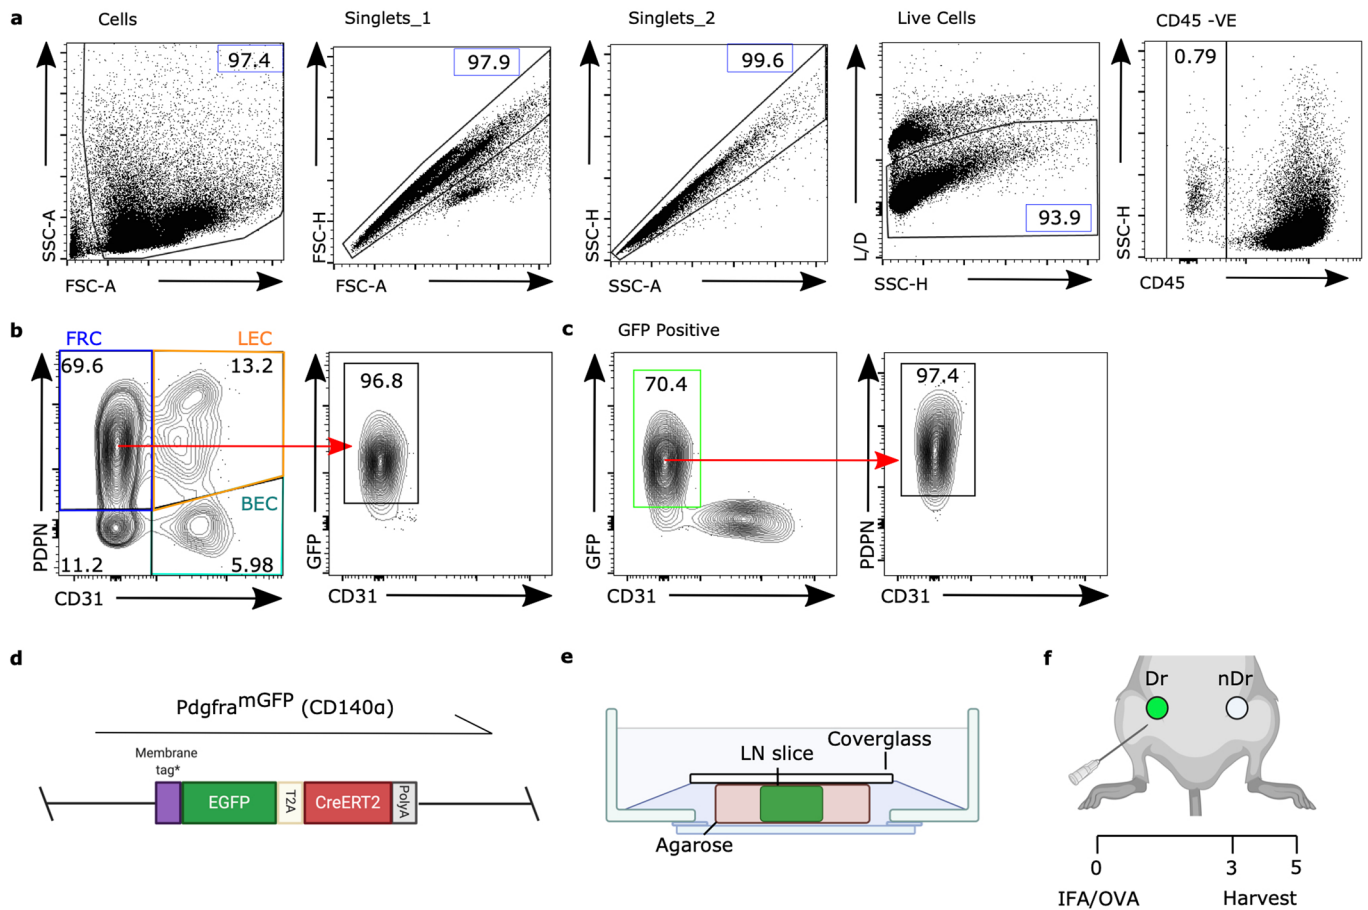 a
Cells
Singlets_1
Singlets_2
Live Cells
CD45 -VE
97.4
97.9
99.6
93.9
0.79
SSC-A
FSC-A
FSC-H
FSC-A
SSC-H
SSC-A
L/D
SSC-H
SSC-H
CD45
b
FRC
LEC
69.6
13.2
BEC
11.2
5.98
PDPN
CD31
96.8
GFP
CD31
c
GFP Positive
70.4
GFP
CD31
97.4
PDPN
CD31
d
Pdgfra^mGFP (CD140α)
Membrane
tag*
EGFP
T2A
CreERT2
PolyA
e
LN slice
Coverglass
Agarose
f
Dr
nDr
0
3
5
IFA/OVA
Harvest